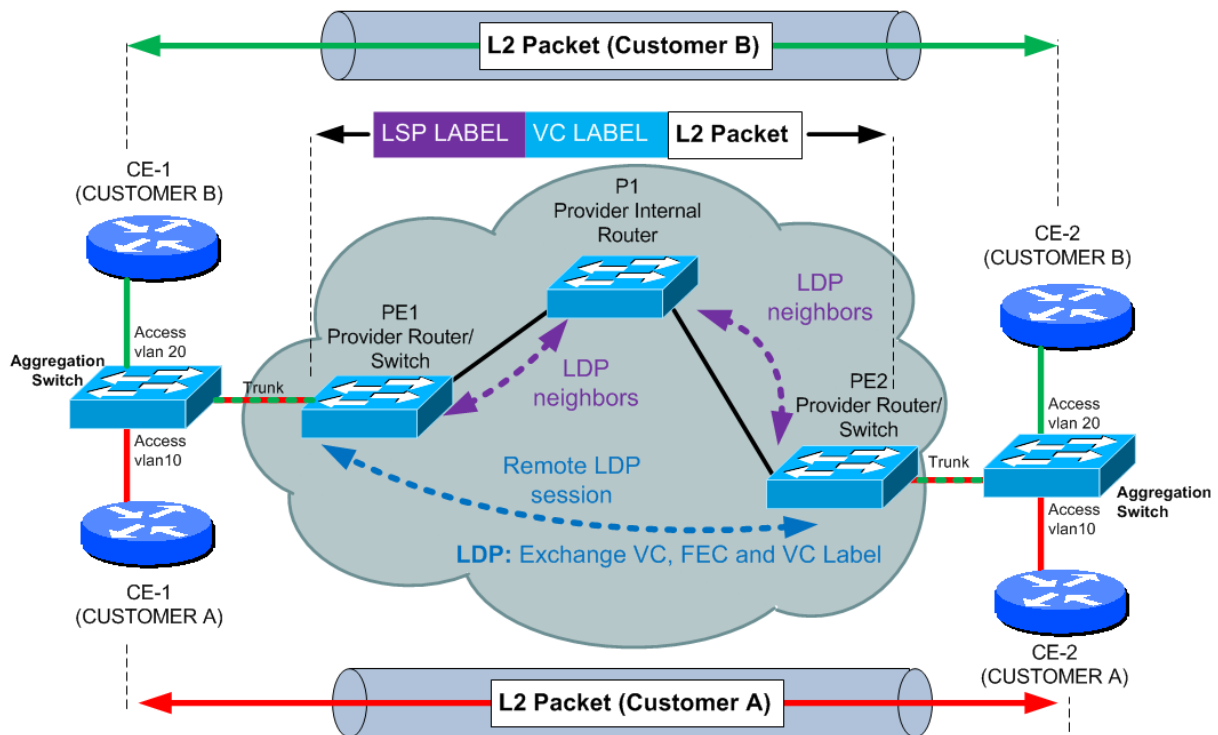 L2 Packet (Customer B)
LSP LABEL VC LABEL L2 Packet
CE-1
(CUSTOMER B)
P1
Provider Internal
Router
CE-2
(CUSTOMER B)
LDP
neighbors
PE1
Provider Router/
Switch
Access
vlan 20
Aggregation
Switch
Trunk
LDP
neighbors
PE2
Provider Router/
Switch
Access
vlan 20
Access
vlan10
Remote LDP
session
Trunk
Aggregation
Switch
Access
vlan10
LDP: Exchange VC, FEC and VC Label
CE-1
(CUSTOMER A)
CE-2
(CUSTOMER A)
L2 Packet (Customer A)